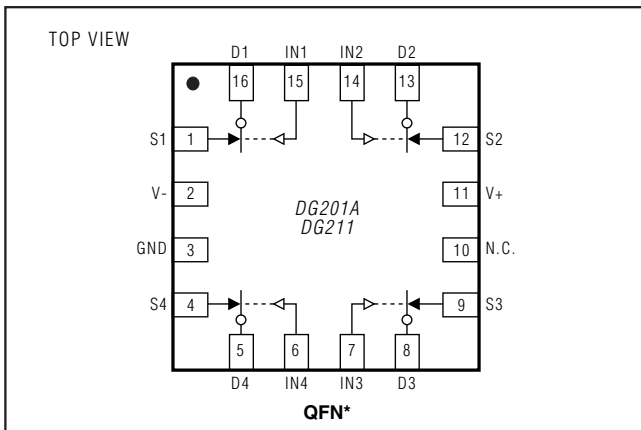 TOP VIEW
D1 IN1 IN2 D2
16 15 14 13
S1 1 12 S2
V- 2 11 V+
DG201A
DG211
GND 3 10 N.C.
S4 4 9 S3
5 6 7 8
D4 IN4 IN3 D3
QFN*